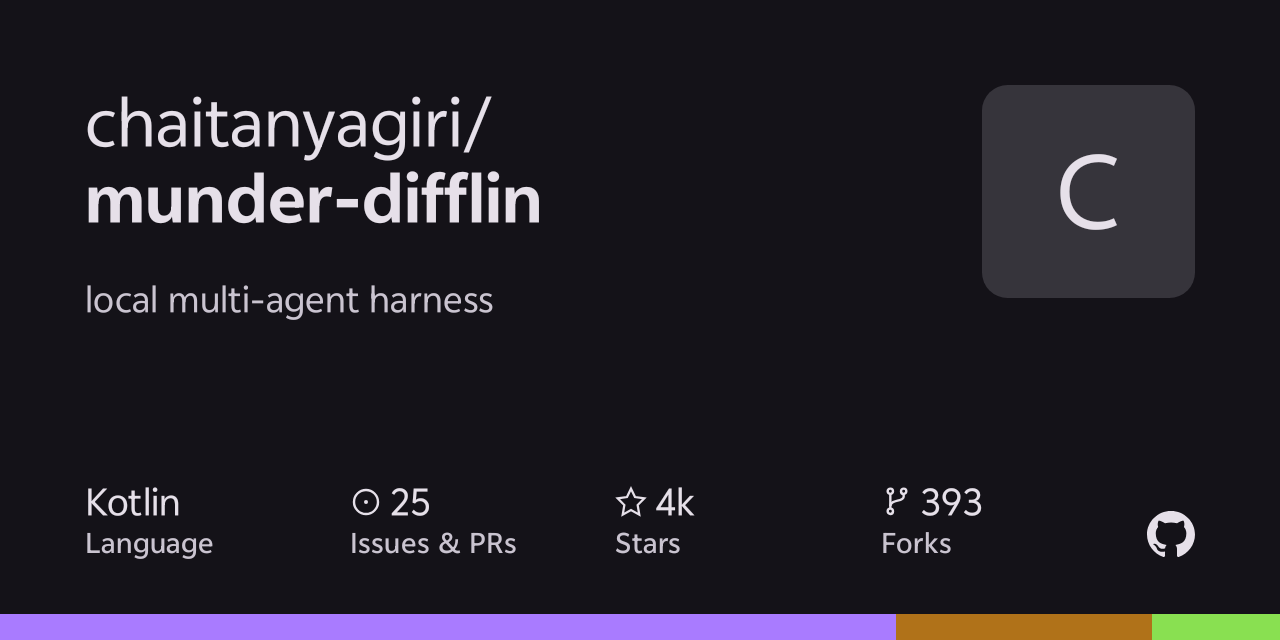 chaitanyagiri/
munder-difflin
C
local multi-agent harness
Kotlin
Language
25
Issues & PRs
4k
Stars
393
Forks